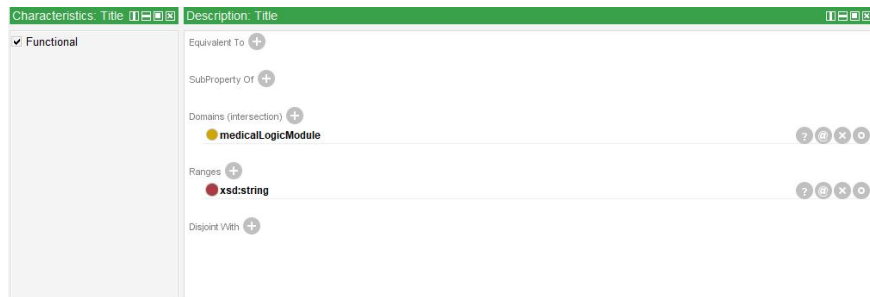 Characteristics: Title
Description: Title
Functional
Equivalent To
SubProperty Of
Domains (intersection)
medicalLogicModule
Ranges
xsd:string
Disjoint With